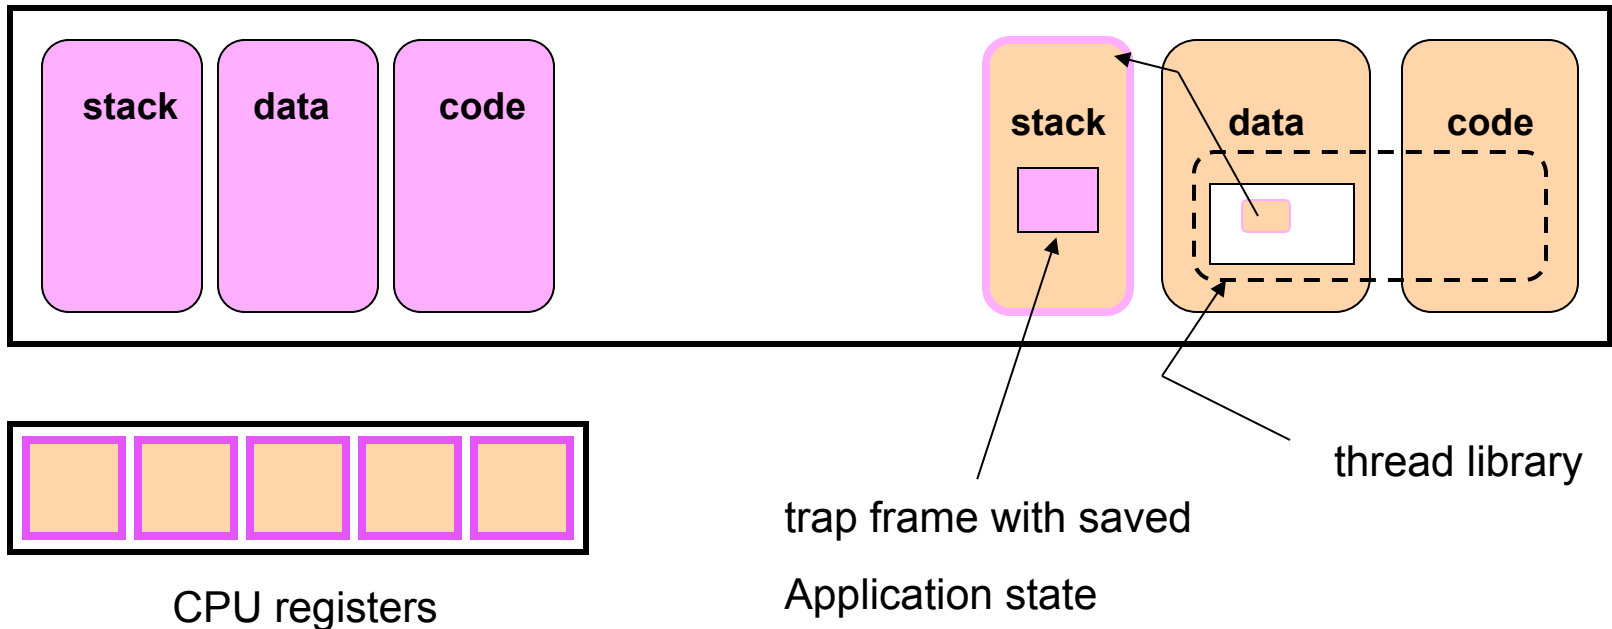 stack data code
stack data code
thread library
trap frame with saved
Application state
CPU registers